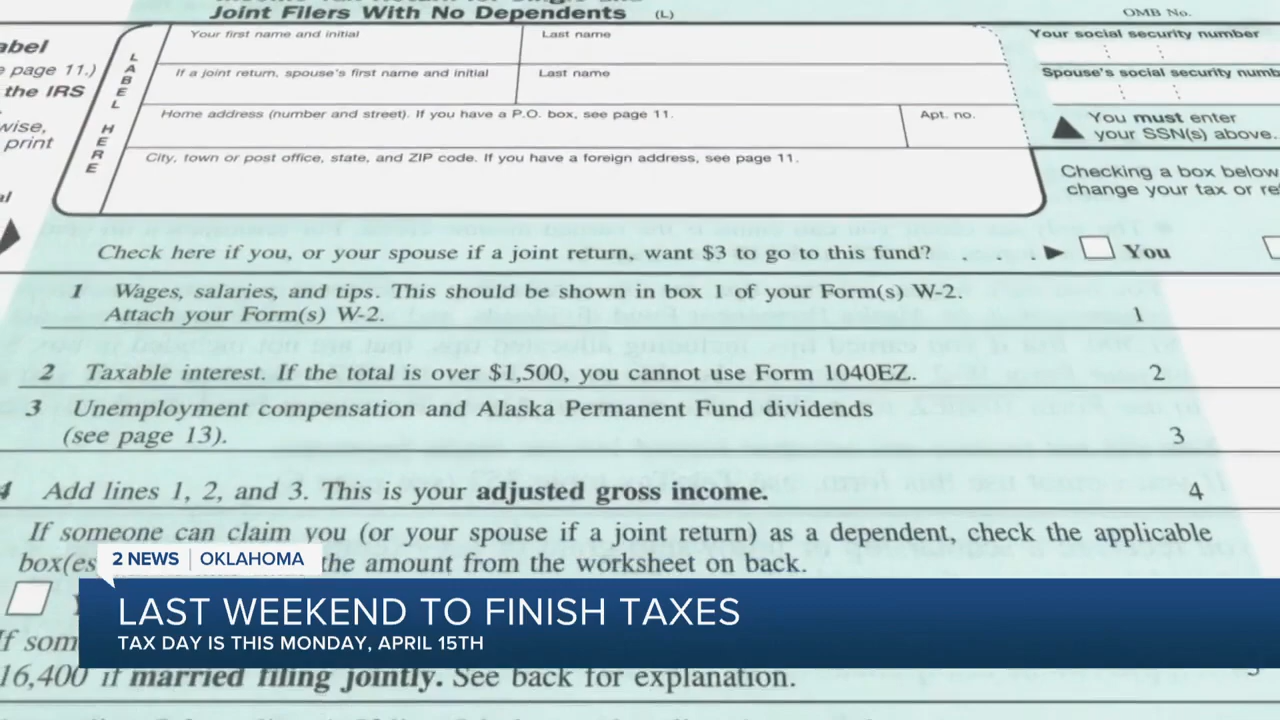 Joint Filers With No Dependents (L)
OMB No.
abel
e page 11.)
the IRS
wise,
print
al
LABEL HERE
Your first name and initial
Last name
If a joint return, spouse's first name and initial
Last name
Home address (number and street). If you have a P.O. box, see page 11.
Apt. no.
City, town or post office, state, and ZIP code. If you have a foreign address, see page 11.
Your social security number
Spouse's social security numb
You must enter
your SSN(s) above.
Checking a box below
change your tax or ref
Check here if you, or your spouse if a joint return, want $3 to go to this fund? . . . You
1 Wages, salaries, and tips. This should be shown in box 1 of your Form(s) W-2.
Attach your Form(s) W-2. 1
2 Taxable interest. If the total is over $1,500, you cannot use Form 1040EZ. 2
3 Unemployment compensation and Alaska Permanent Fund dividends
(see page 13). 3
4 Add lines 1, 2, and 3. This is your adjusted gross income. 4
If someone can claim you (or your spouse if a joint return) as a dependent, check the applicable
box(es the amount from the worksheet on back.
2 NEWS | OKLAHOMA
LAST WEEKEND TO FINISH TAXES
TAX DAY IS THIS MONDAY, APRIL 15TH
If som
16,400 if married filing jointly. See back for explanation.